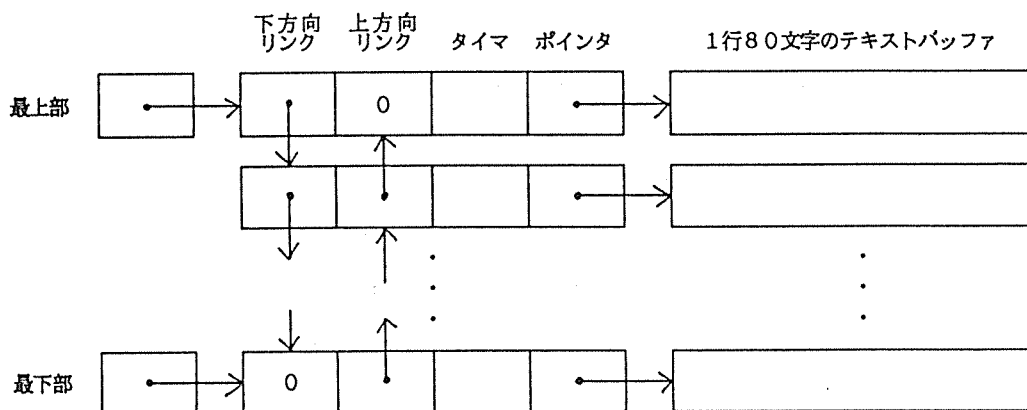 下方向
リンク
上方向
リンク
タイマ
ポインタ
1行80文字のテキストバッファ
最上部
0
最下部
0